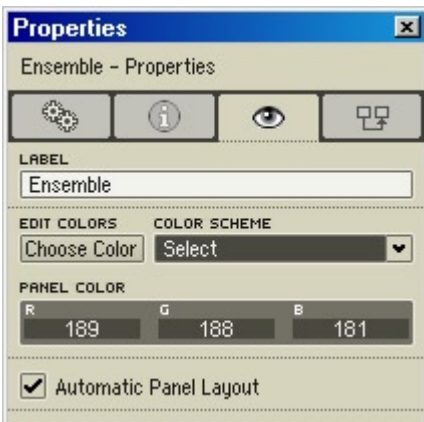 Properties
Ensemble – Properties
LABEL
Ensemble
EDIT COLORS COLOR SCHEME
Choose Color Select
PANEL COLOR
R G B
189 188 181
Automatic Panel Layout